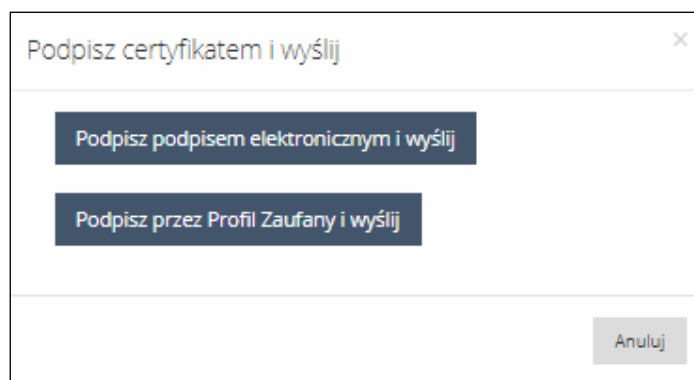 Podpisz certyfikatem i wyślij
×
Podpisz podpisem elektronicznym i wyślij
Podpisz przez Profil Zaufany i wyślij
Anuluj